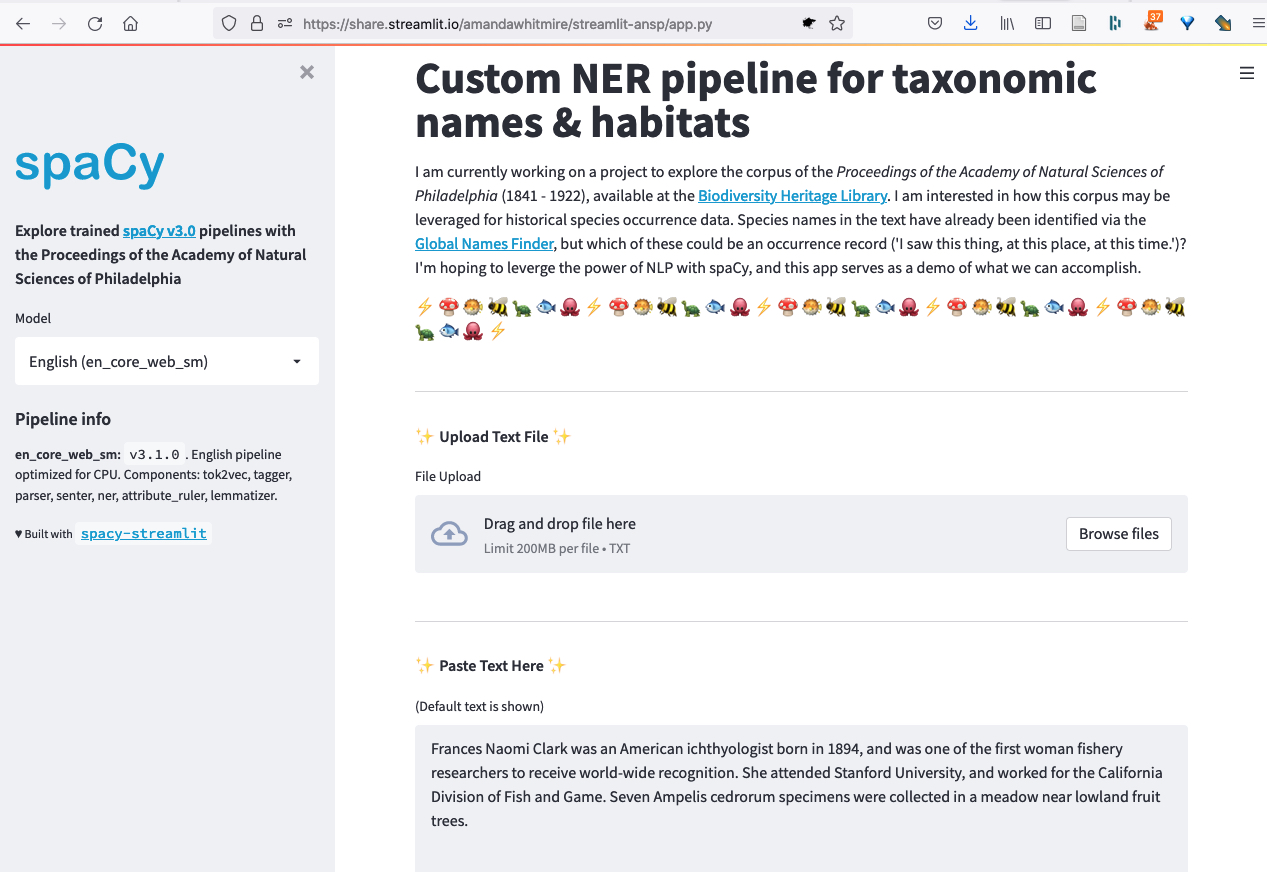 https://share.streamlit.io/amandawhitmire/streamlit-ansp/app.py
37
spaCy
Explore trained spaCy v3.0 pipelines with
the Proceedings of the Academy of Natural
Sciences of Philadelphia
Model
English (en_core_web_sm)
Pipeline info
en_core_web_sm: v3.1.0 . English pipeline
optimized for CPU. Components: tok2vec, tagger,
parser, senter, ner, attribute_ruler, lemmatizer.
♥ Built with spacy-streamlit
Custom NER pipeline for taxonomic
names & habitats
I am currently working on a project to explore the corpus of the Proceedings of the Academy of Natural Sciences of
Philadelphia (1841 - 1922), available at the Biodiversity Heritage Library. I am interested in how this corpus may be
leveraged for historical species occurrence data. Species names in the text have already been identified via the
Global Names Finder, but which of these could be an occurrence record ('I saw this thing, at this place, at this time.')?
I'm hoping to leverge the power of NLP with spaCy, and this app serves as a demo of what we can accomplish.
⚡🍄🐡🐝🐢🐟🐙⚡🍄🐡🐝🐢🐟🐙⚡🍄🐡🐝🐢🐟🐙⚡🍄🐡🐝🐢🐟🐙⚡🍄🐡🐝
🐢🐟🐙⚡
✨ Upload Text File ✨
File Upload
Drag and drop file here
Limit 200MB per file • TXT
Browse files
✨ Paste Text Here ✨
(Default text is shown)
Frances Naomi Clark was an American ichthyologist born in 1894, and was one of the first woman fishery
researchers to receive world-wide recognition. She attended Stanford University, and worked for the California
Division of Fish and Game. Seven Ampelis cedrorum specimens were collected in a meadow near lowland fruit
trees.